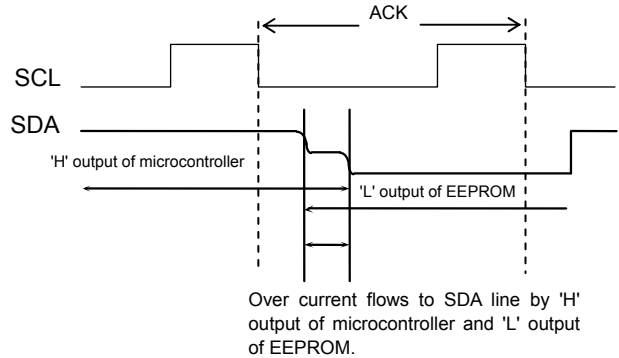 ACK
SCL
SDA
'H' output of microcontroller
'L' output of EEPROM
Over current flows to SDA line by 'H'
output of microcontroller and 'L' output
of EEPROM.